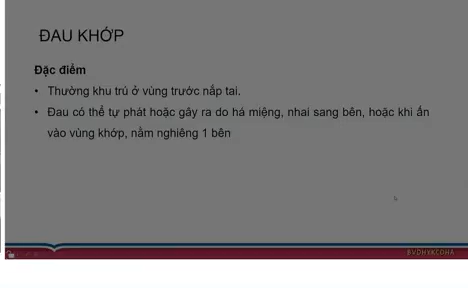 ĐAU KHỚP
Đặc điểm
• Thường khu trú ở vùng trước nắp tai.
• Đau có thể tự phát hoặc gây ra do há miệng, nhai sang bên, hoặc khi ấn
vào vùng khớp, nằm nghiêng 1 bên
BVĐHYKCĐHA